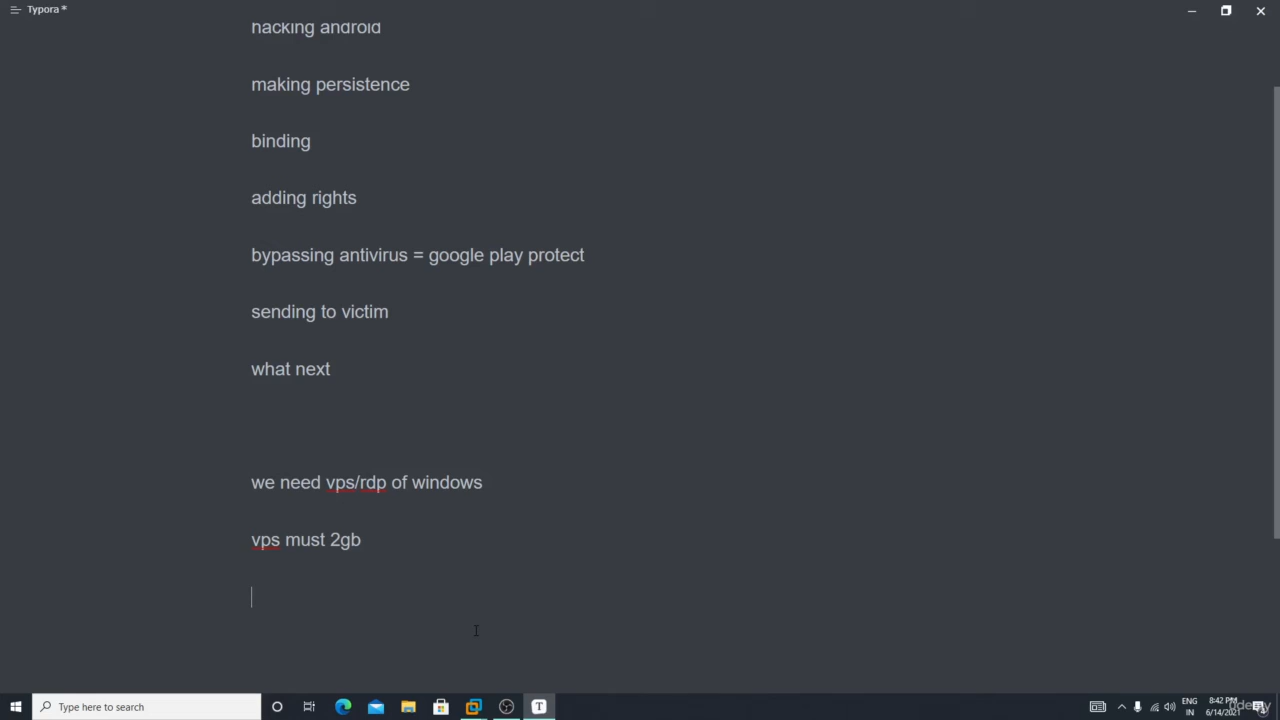 Typora *
hacking android
making persistence
binding
adding rights
bypassing antivirus = google play protect
sending to victim
what next
we need vps/rdp of windows
vps must 2gb
T
Type here to search
ENG
IN
8:42 PM
6/14/2021